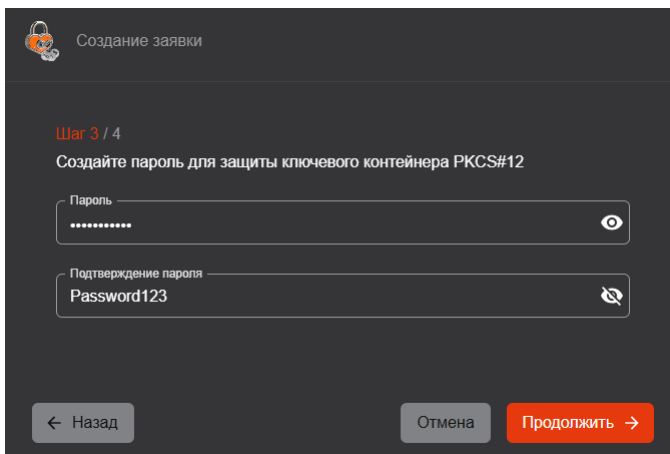 Создание заявки
Шаг 3 / 4
Создайте пароль для защиты ключевого контейнера PKCS#12
Пароль
•••••••••••
Подтверждение пароля
Password123
Назад
Отмена
Продолжить